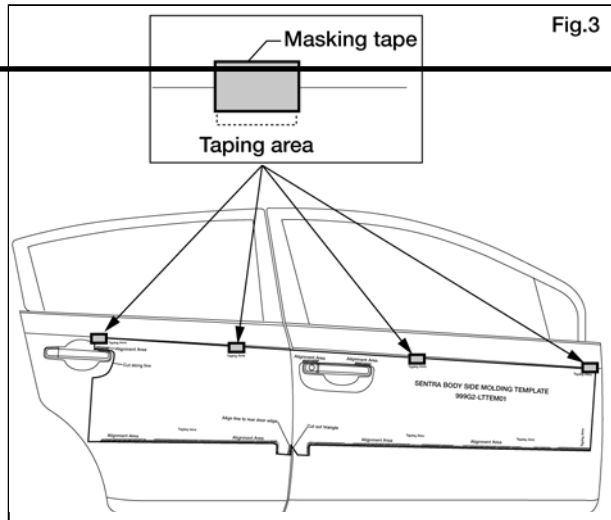 Fig.3
Masking tape
Taping area
Taping Area
Alignment Area
Cut along line
Taping Area
Alignment Area
Alignment Area
Taping Area
Taping Area
SENTRA BODY SIDE MOLDING TEMPLATE
999G2-LTTEM01
Align line to rear door edge
Cut out triangle
Alignment Area
Taping Area
Alignment Area
Alignment Area
Taping Area
Alignment Area
Taping Area